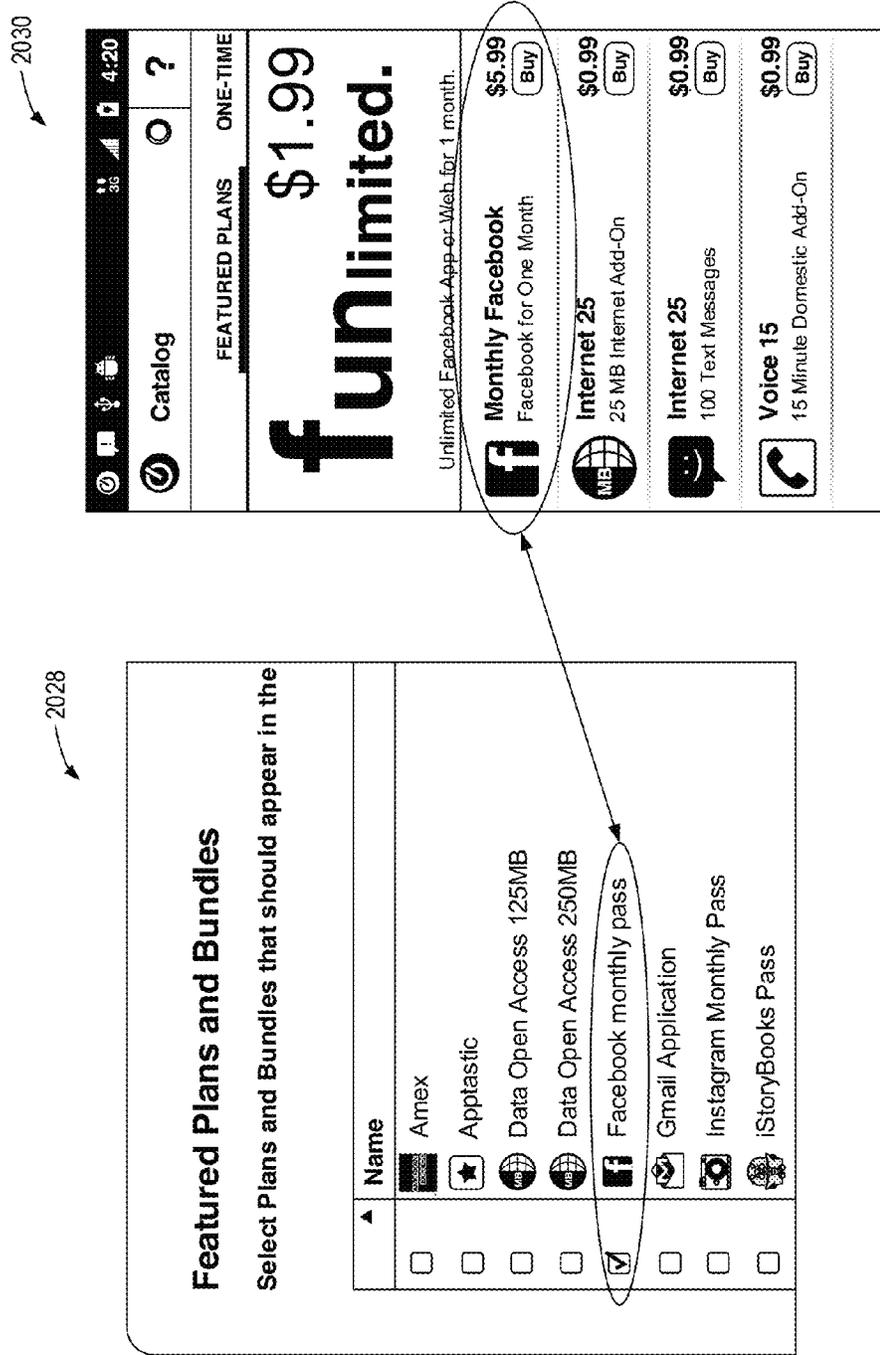 2028
Featured Plans and Bundles
Select Plans and Bundles that should appear in the
Name
Amex
Apptastic
MB Data Open Access 125MB
MB Data Open Access 250MB
f Facebook monthly pass
Gmail Application
Instagram Monthly Pass
iStoryBooks Pass
2030
3G 4:20
Catalog ?
FEATURED PLANS ONE-TIME
f $1.99
unlimited.
Unlimited Facebook App or Web for 1 month.
f Monthly Facebook $5.99
Facebook for One Month Buy
MB Internet 25 $0.99
25 MB Internet Add-On Buy
Internet 25 $0.99
100 Text Messages Buy
Voice 15 $0.99
15 Minute Domestic Add-On Buy